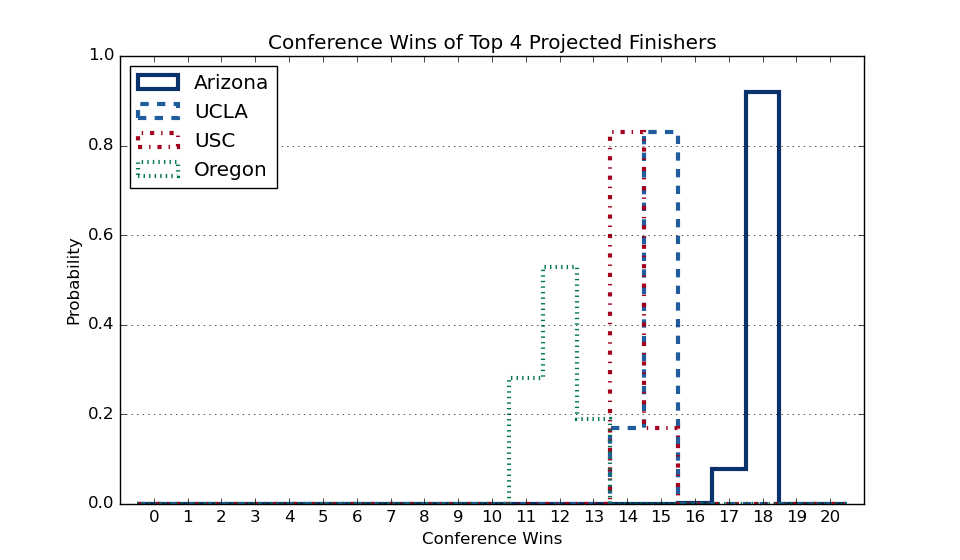 Conference Wins of Top 4 Projected Finishers
1.0
0.8
0.6
0.4
0.2
0.0
Probability
Arizona
UCLA
USC
Oregon
0 1 2 3 4 5 6 7 8 9 10 11 12 13 14 15 16 17 18 19 20
Conference Wins